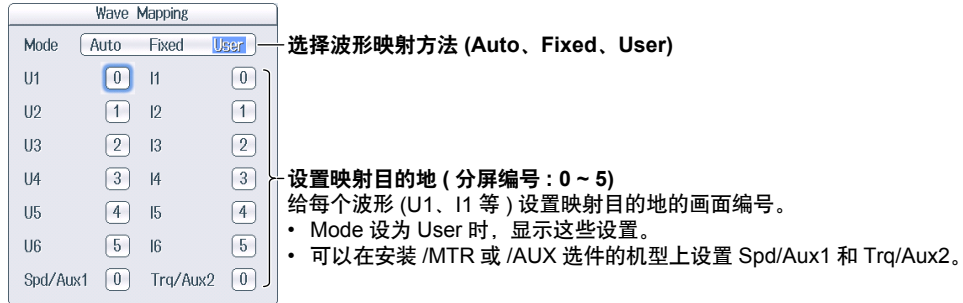 Wave Mapping
Mode Auto Fixed User
选择波形映射方法 (Auto、Fixed、User)
U1 0 I1 0
U2 1 I2 1
U3 2 I3 2
U4 3 I4 3
设置映射目的地 ( 分屏编号 : 0 ~ 5)
给每个波形 (U1、I1 等 ) 设置映射目的地的画面编号。
U5 4 I5 4
• Mode 设为 User 时，显示这些设置。
U6 5 I6 5
• 可以在安装 /MTR 或 /AUX 选件的机型上设置 Spd/Aux1 和 Trq/Aux2。
Spd/Aux1 0 Trq/Aux2 0